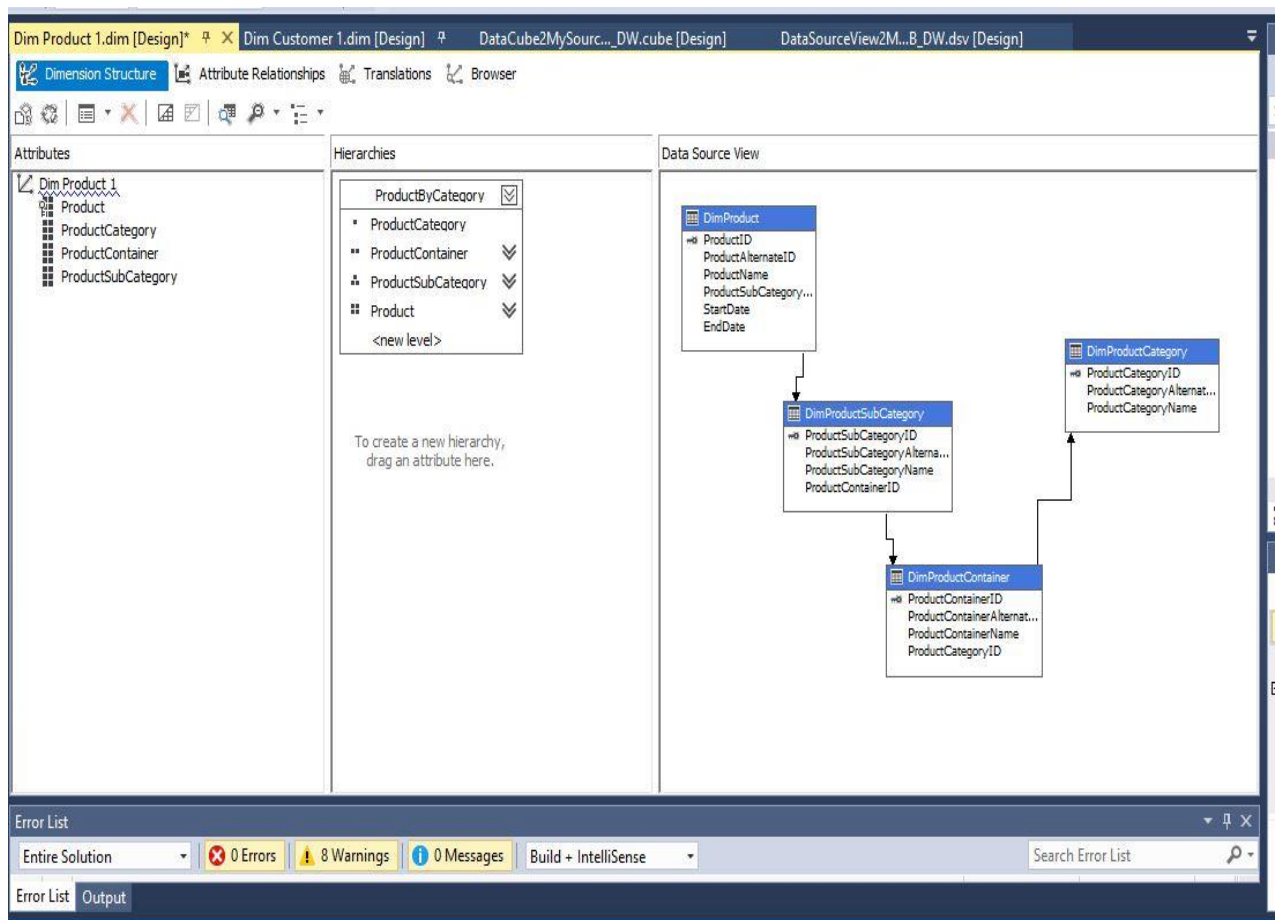 Dim Product 1.dim [Design]* Dim Customer 1.dim [Design] DataCube2MySourc..._DW.cube [Design] DataSourceView2M...B_DW.dsv [Design]
Dimension Structure Attribute Relationships Translations Browser
Attributes
Dim Product 1
Product
ProductCategory
ProductContainer
ProductSubCategory
Hierarchies
ProductByCategory
ProductCategory
ProductContainer
ProductSubCategory
Product
<new level>
To create a new hierarchy,
drag an attribute here.
Data Source View
DimProduct
ProductID
ProductAlternateID
ProductName
ProductSubCategory...
StartDate
EndDate
DimProductSubCategory
ProductSubCategoryID
ProductSubCategoryAlterna...
ProductSubCategoryName
ProductContainerID
DimProductContainer
ProductContainerID
ProductContainerAlternat...
ProductContainerName
ProductCategoryID
DimProductCategory
ProductCategoryID
ProductCategoryAlternat...
ProductCategoryName
Error List
Entire Solution 0 Errors 8 Warnings 0 Messages Build + IntelliSense Search Error List
Error List Output